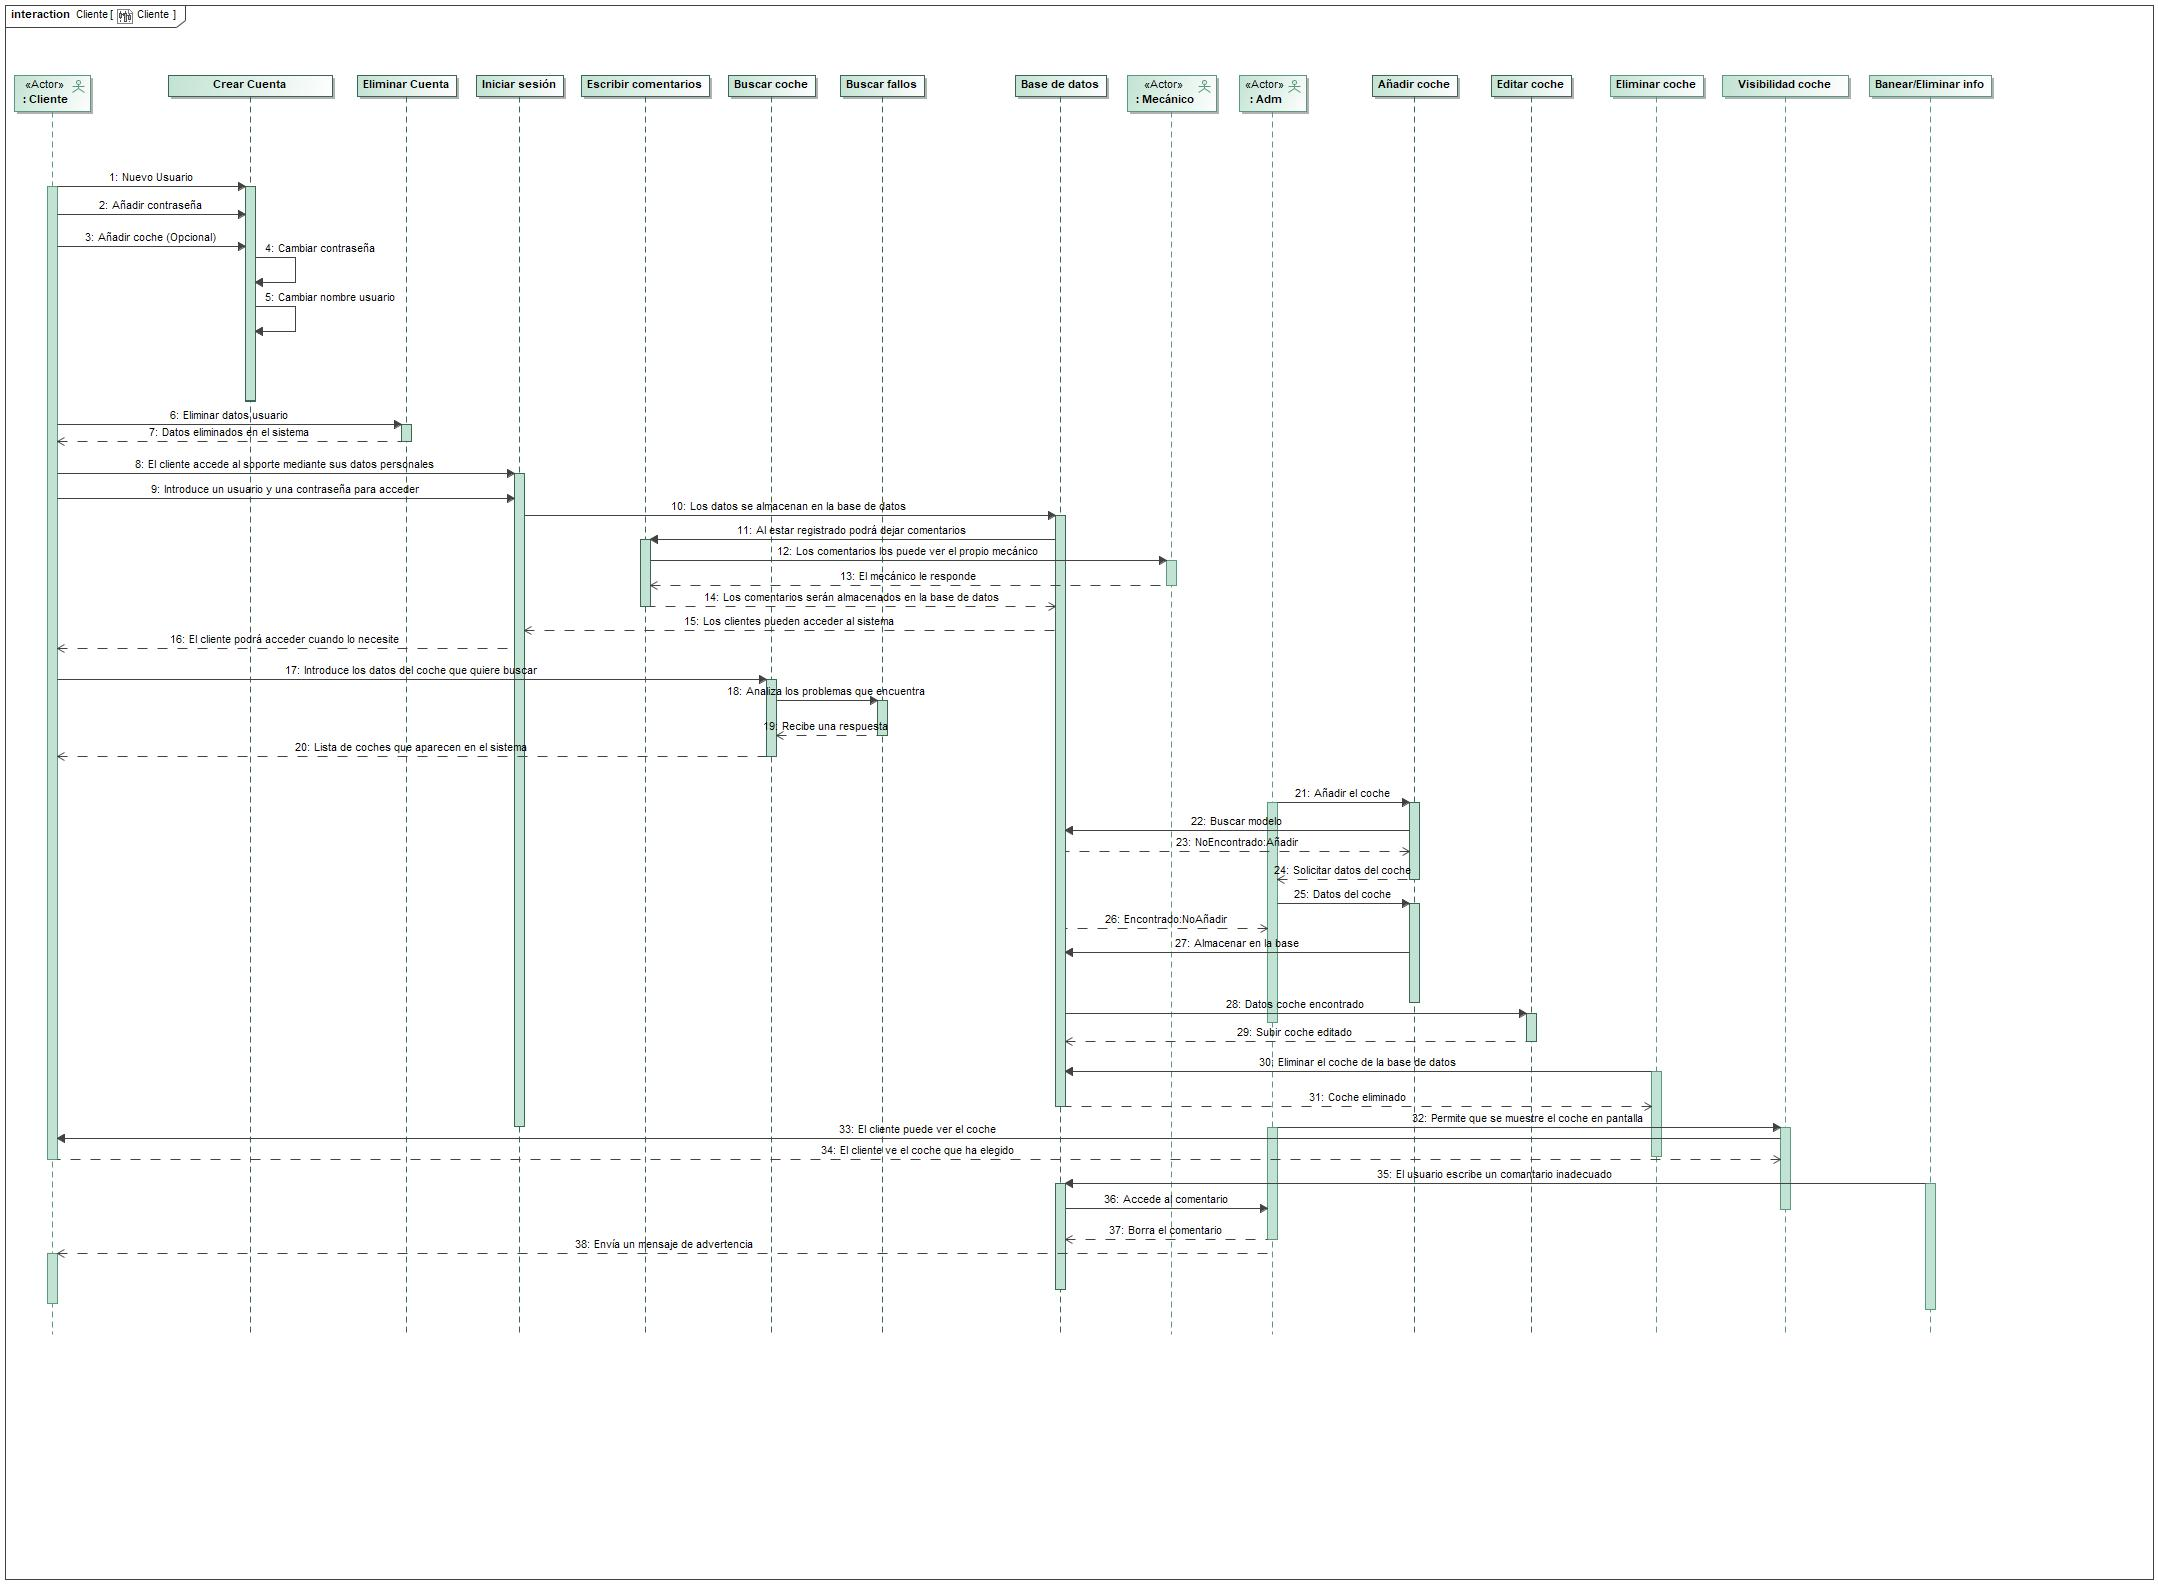 interaction Cliente [ Cliente ]
«Actor»
: Cliente
Crear Cuenta
Eliminar Cuenta
Iniciar sesión
Escribir comentarios
Buscar coche
Buscar fallos
Base de datos
«Actor»
: Mecánico
«Actor»
: Adm
Añadir coche
Editar coche
Eliminar coche
Visibilidad coche
Banear/Eliminar info
1: Nuevo Usuario
2: Añadir contraseña
3: Añadir coche (Opcional)
4: Cambiar contraseña
5: Cambiar nombre usuario
6: Eliminar datos usuario
7: Datos eliminados en el sistema
8: El cliente accede al soporte mediante sus datos personales
9: Introduce un usuario y una contraseña para acceder
10: Los datos se almacenan en la base de datos
11: Al estar registrado podrá dejar comentarios
12: Los comentarios los puede ver el propio mecánico
13: El mecánico le responde
14: Los comentarios serán almacenados en la base de datos
15: Los clientes pueden acceder al sistema
16: El cliente podrá acceder cuando lo necesite
17: Introduce los datos del coche que quiere buscar
18: Analiza los problemas que encuentra
19: Recibe una respuesta
20: Lista de coches que aparecen en el sistema
21: Añadir el coche
22: Buscar modelo
23: NoEncontrado:Añadir
24: Solicitar datos del coche
25: Datos del coche
26: Encontrado:NoAñadir
27: Almacenar en la base
28: Datos coche encontrado
29: Subir coche editado
30: Eliminar el coche de la base de datos
31: Coche eliminado
32: Permite que se muestre el coche en pantalla
33: El cliente puede ver el coche
34: El cliente ve el coche que ha elegido
35: El usuario escribe un comantario inadecuado
36: Accede al comentario
37: Borra el comentario
38: Envía un mensaje de advertencia